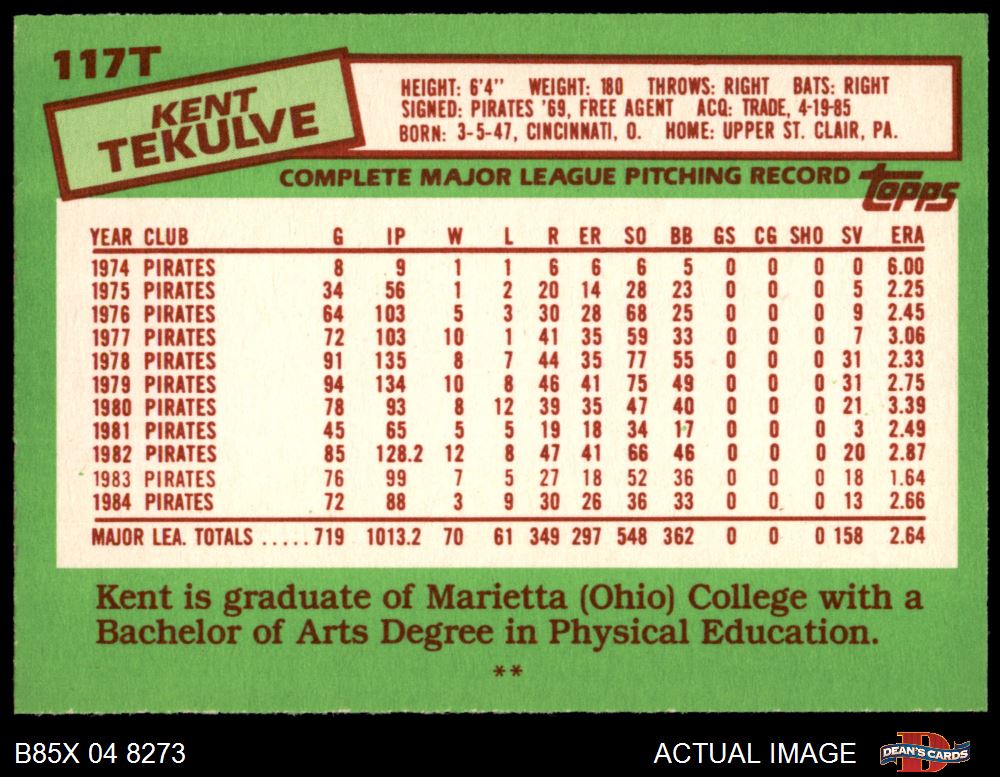 117T
KENT
TEKULVE
HEIGHT: 6'4" WEIGHT: 180 THROWS: RIGHT BATS: RIGHT
SIGNED: PIRATES '69, FREE AGENT ACQ: TRADE, 4-19-85
BORN: 3-5-47, CINCINNATI, O. HOME: UPPER ST. CLAIR, PA.
COMPLETE MAJOR LEAGUE PITCHING RECORD topps
YEAR CLUB G IP W L R ER SO BB GS CG SHO SV ERA
1974 PIRATES 8 9 1 1 6 6 6 5 0 0 0 0 6.00
1975 PIRATES 34 56 1 2 20 14 28 23 0 0 0 5 2.25
1976 PIRATES 64 103 5 3 30 28 68 25 0 0 0 9 2.45
1977 PIRATES 72 103 10 1 41 35 59 33 0 0 0 7 3.06
1978 PIRATES 91 135 8 7 44 35 77 55 0 0 0 31 2.33
1979 PIRATES 94 134 10 8 46 41 75 49 0 0 0 31 2.75
1980 PIRATES 78 93 8 12 39 35 47 40 0 0 0 21 3.39
1981 PIRATES 45 65 5 5 19 18 34 17 0 0 0 3 2.49
1982 PIRATES 85 128.2 12 8 47 41 66 46 0 0 0 20 2.87
1983 PIRATES 76 99 7 5 27 18 52 36 0 0 0 18 1.64
1984 PIRATES 72 88 3 9 30 26 36 33 0 0 0 13 2.66
MAJOR LEA. TOTALS .....719 1013.2 70 61 349 297 548 362 0 0 0 158 2.64
Kent is graduate of Marietta (Ohio) College with a
Bachelor of Arts Degree in Physical Education.
**
B85X 04 8273 ACTUAL IMAGE DEAN'S CARDS